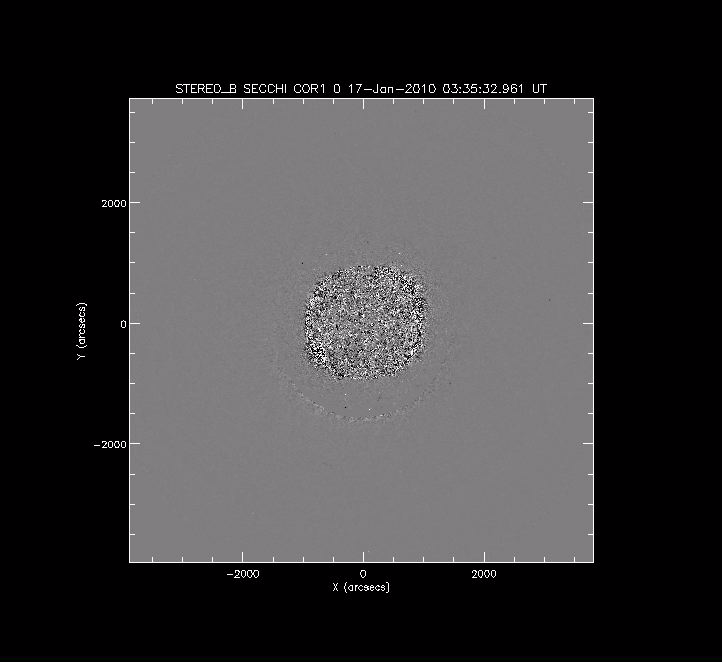 STEREO_B SECCHI COR1 0 17-Jan-2010 03:35:32.961 UT
2000
0
-2000
Y (arcsecs)
-2000 0 2000
X (arcsecs)